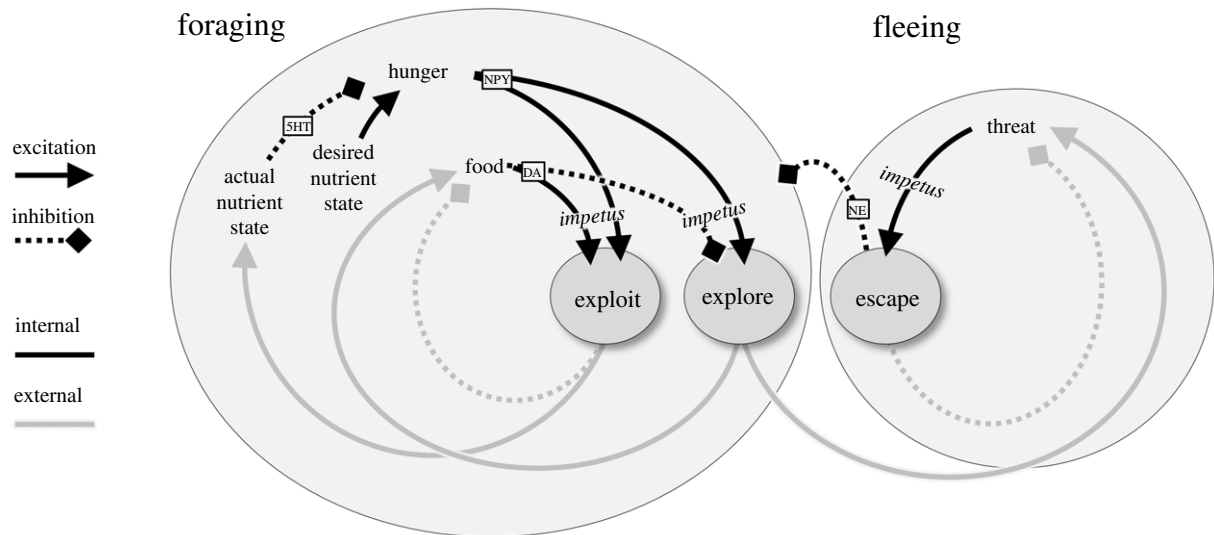 foraging
fleeing
excitation
inhibition
internal
external
hunger
NPY
5HT
desired
nutrient
state
actual
nutrient
state
food
DA
impetus
impetus
exploit
explore
threat
impetus
NE
escape